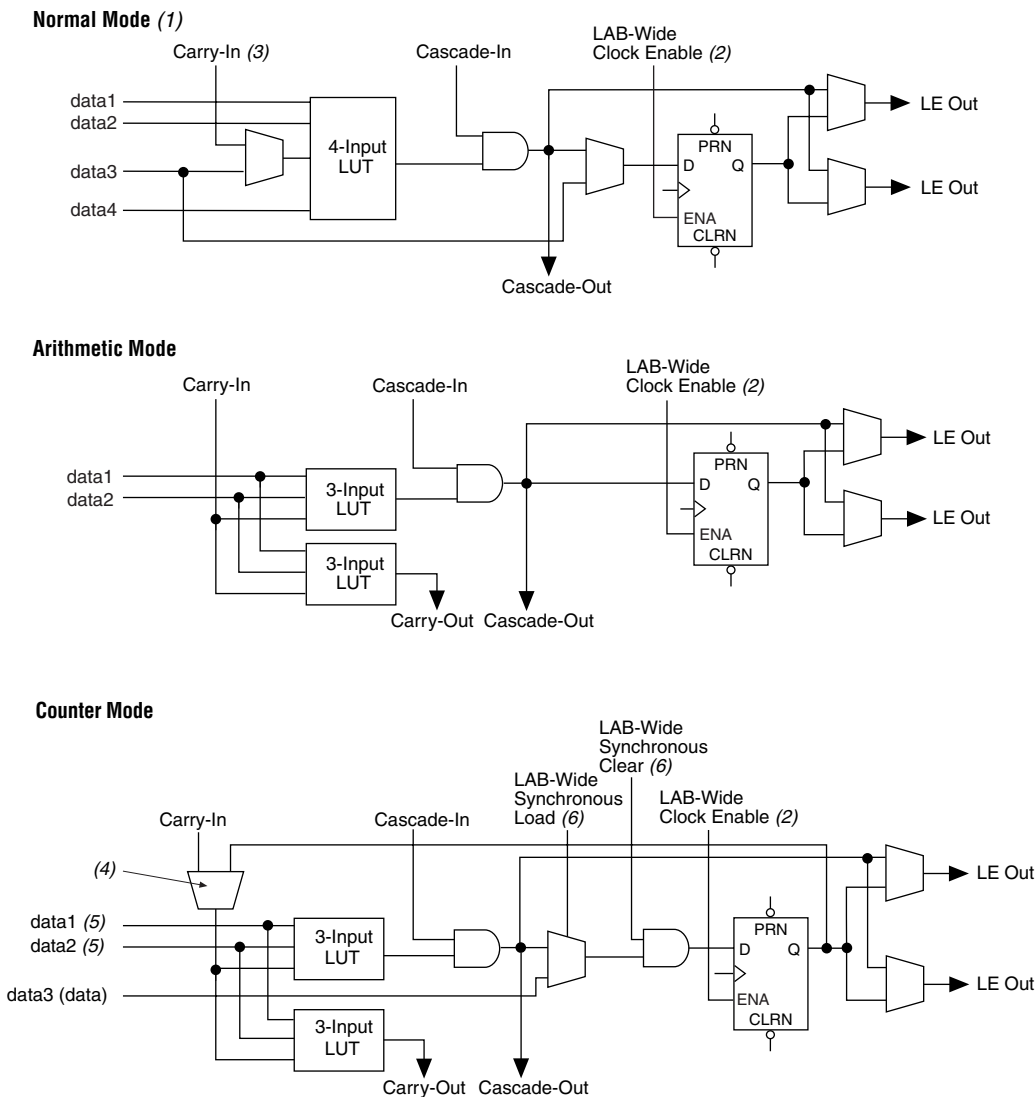 Normal Mode (1)
Carry-In (3)
Cascade-In
LAB-Wide
Clock Enable (2)
data1
data2
data3
data4
4-Input
LUT
PRN
D
Q
ENA
CLRN
LE Out
LE Out
Cascade-Out
Arithmetic Mode
Carry-In
Cascade-In
LAB-Wide
Clock Enable (2)
data1
data2
3-Input
LUT
3-Input
LUT
PRN
D
Q
ENA
CLRN
LE Out
LE Out
Carry-Out
Cascade-Out
Counter Mode
Carry-In
(4)
Cascade-In
LAB-Wide
Synchronous
Load (6)
LAB-Wide
Synchronous
Clear (6)
LAB-Wide
Clock Enable (2)
data1 (5)
data2 (5)
data3 (data)
3-Input
LUT
3-Input
LUT
PRN
D
Q
ENA
CLRN
LE Out
LE Out
Carry-Out
Cascade-Out